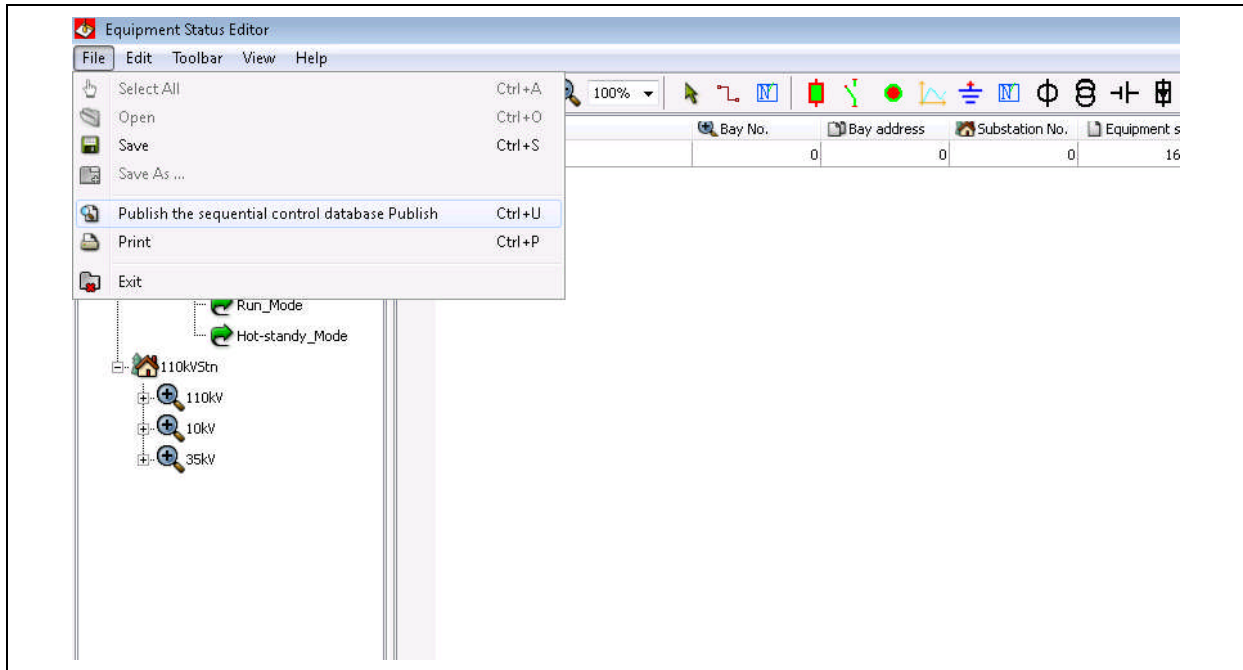 Equipment Status Editor
File Edit Toolbar View Help
Select All Ctrl+A
Open Ctrl+O
Save Ctrl+S
Save As ...
Publish the sequential control database Publish Ctrl+U
Print Ctrl+P
Exit
100%
Bay No. Bay address Substation No. Equipment s
0 0 0 16
Run_Mode
Hot-standy_Mode
110kVStn
110kV
10kV
35kV